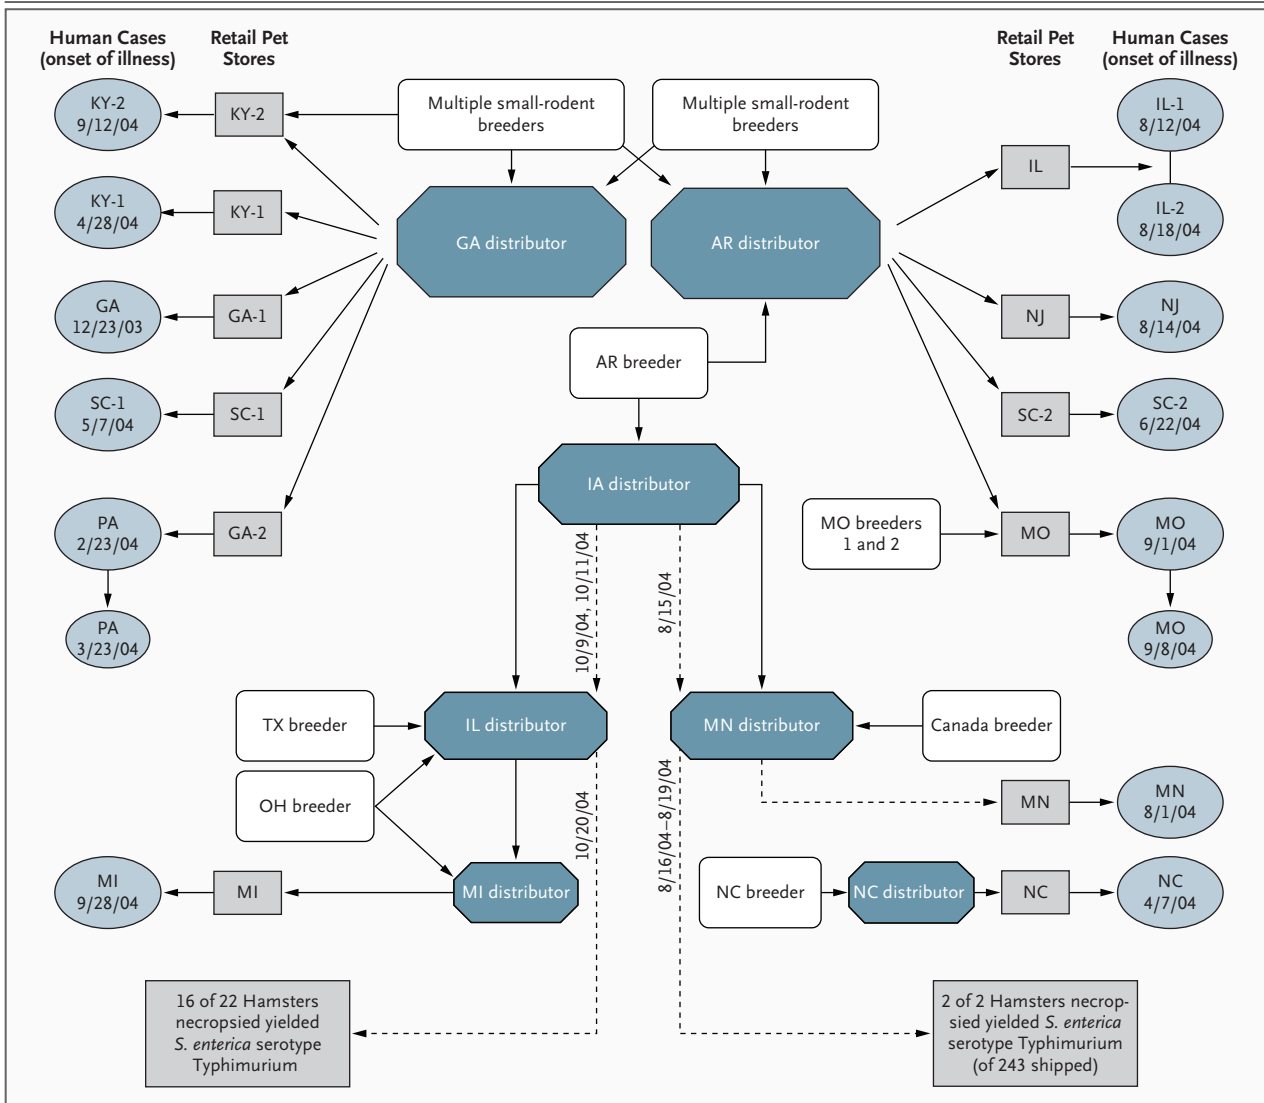 Human Cases
(onset of illness)
Retail Pet
Stores
Retail Pet
Stores
Human Cases
(onset of illness)
KY-2
9/12/04
KY-2
Multiple small-rodent
breeders
Multiple small-rodent
breeders
IL-1
8/12/04
IL
KY-1
4/28/04
KY-1
GA distributor
AR distributor
IL-2
8/18/04
GA
12/23/03
GA-1
NJ
NJ
8/14/04
AR breeder
SC-1
5/7/04
SC-1
SC-2
SC-2
6/22/04
IA distributor
PA
2/23/04
GA-2
MO breeders
1 and 2
MO
MO
9/1/04
10/9/04, 10/11/04
8/15/04
PA
3/23/04
MO
9/8/04
TX breeder
IL distributor
MN distributor
Canada breeder
OH breeder
10/20/04
8/16/04–8/19/04
MN
MN
8/1/04
MI
9/28/04
MI
MI distributor
NC breeder
NC distributor
NC
NC
4/7/04
16 of 22 Hamsters
necropsied yielded
S. enterica serotype
Typhimurium
2 of 2 Hamsters necrop-
sied yielded S. enterica
serotype Typhimurium
(of 243 shipped)